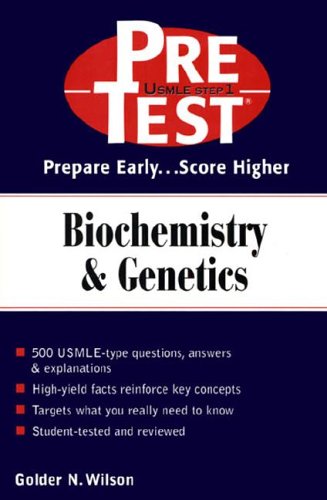 PRE
USMLE STEP 1
TEST®
Prepare Early...Score Higher
Biochemistry
& Genetics
500 USMLE-type questions, answers
& explanations
High-yield facts reinforce key concepts
Targets what you really need to know
Student-tested and reviewed
Golder N. Wilson